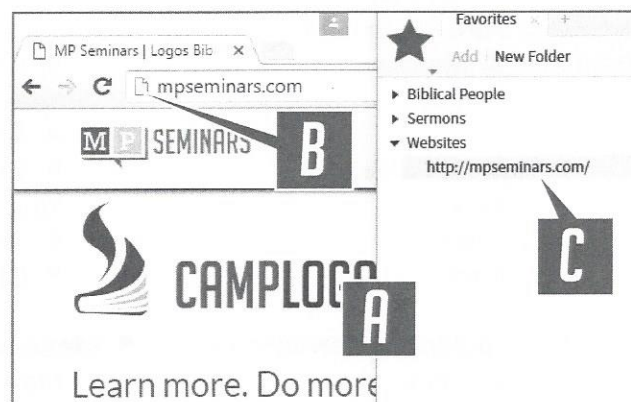 MP Seminars | Logos Bib ×
mpseminars.com
MP SEMINARS
B
CAMPLOGO
A
Learn more. Do more
Favorites × +
Add New Folder
Biblical People
Sermons
Websites
http://mpseminars.com/
C